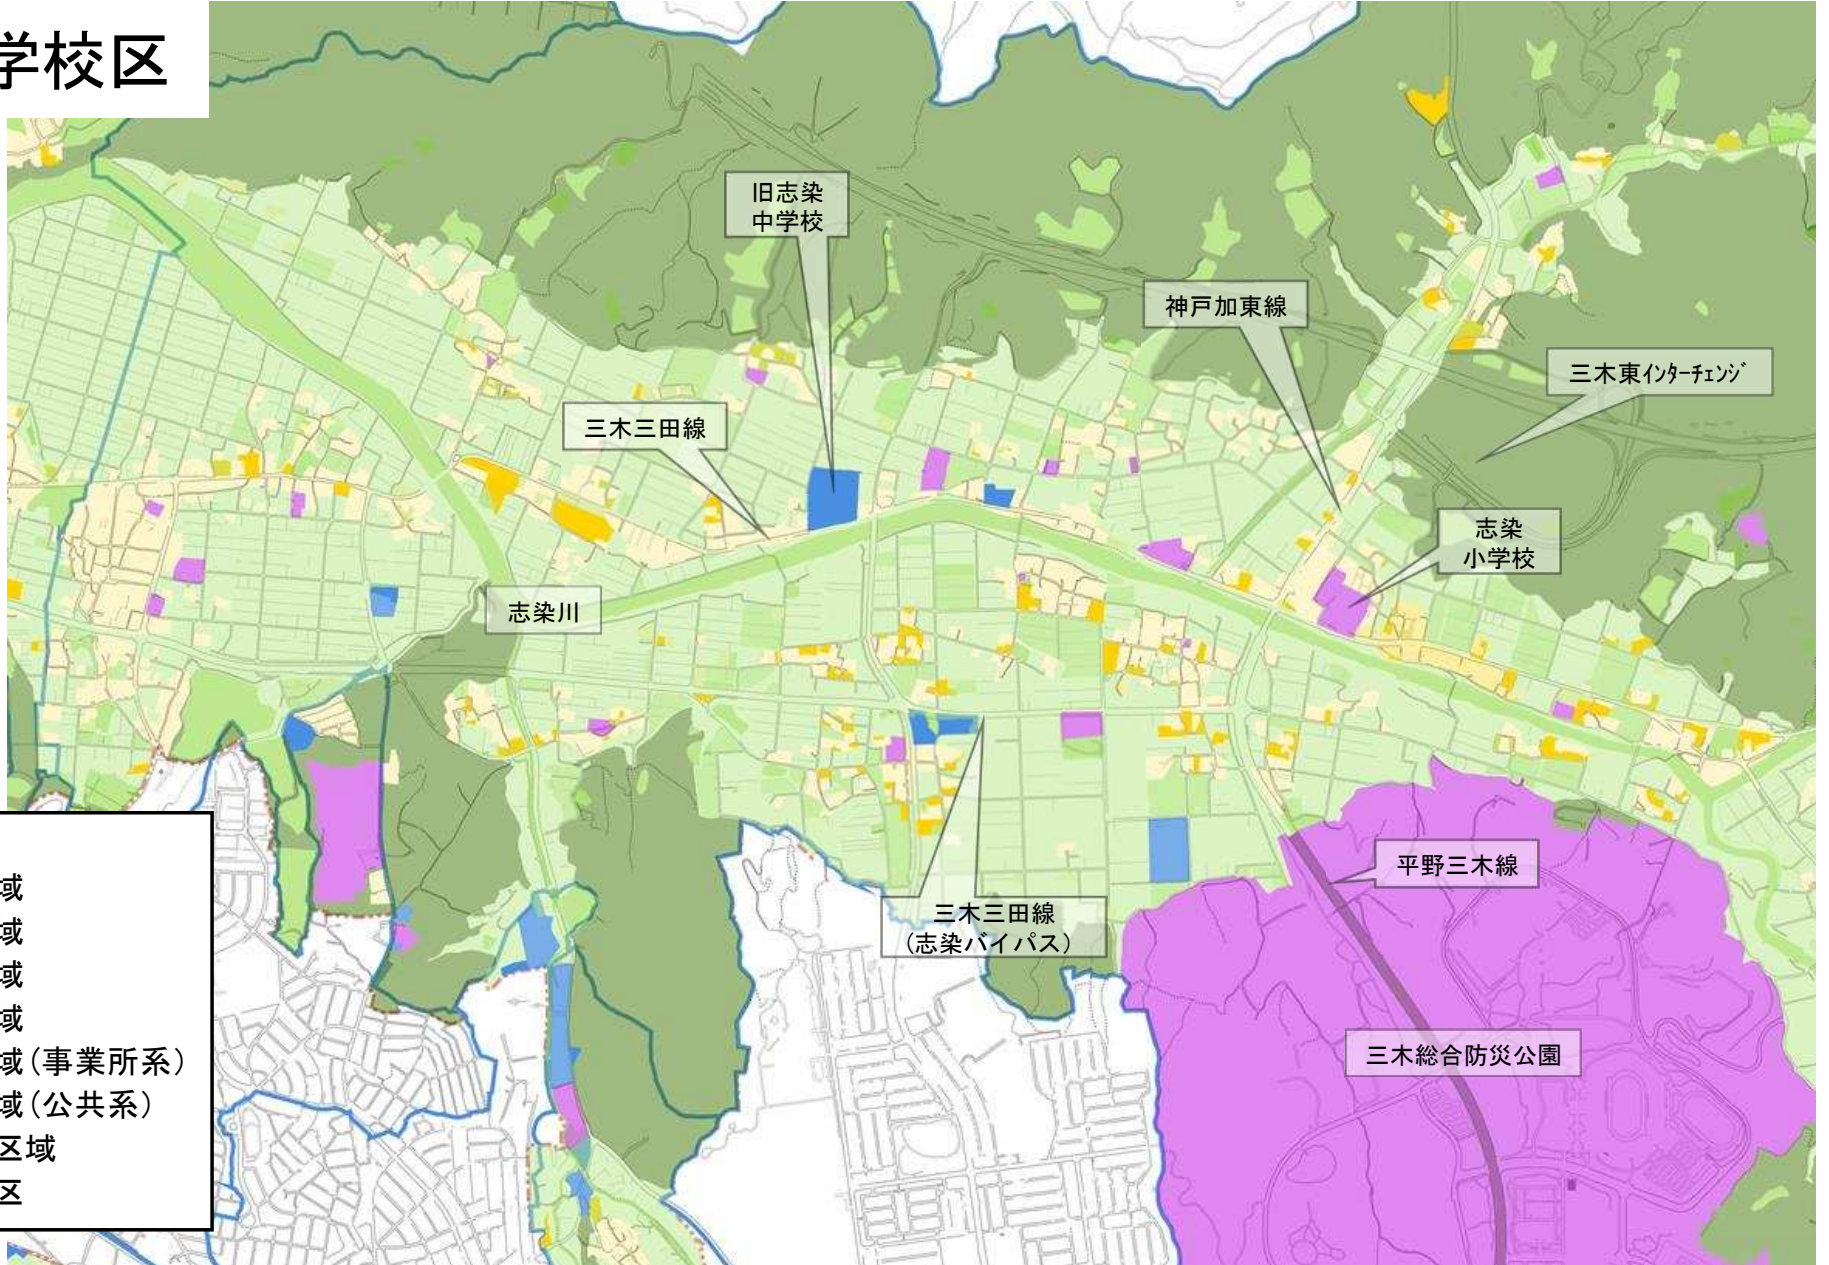 学校区
旧志染
中学校
神戸加東線
三木東ｲﾝﾀｰﾁｪﾝｼﾞ
三木三田線
志染
小学校
志染川
平野三木線
三木三田線
（志染バイパス）
三木総合防災公園
域
域
域
域
域（事業所系）
域（公共系）
区域
区